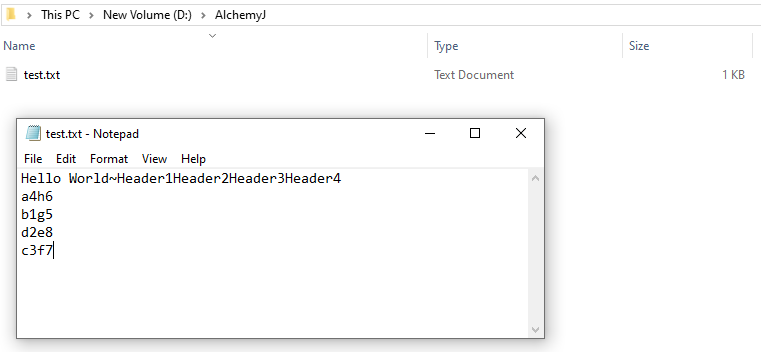 This PC > New Volume (D:) > AlchemyJ
Name Type Size
test.txt Text Document 1 KB
test.txt - Notepad
File Edit Format View Help
Hello World~Header1Header2Header3Header4
a4h6
b1g5
d2e8
c3f7